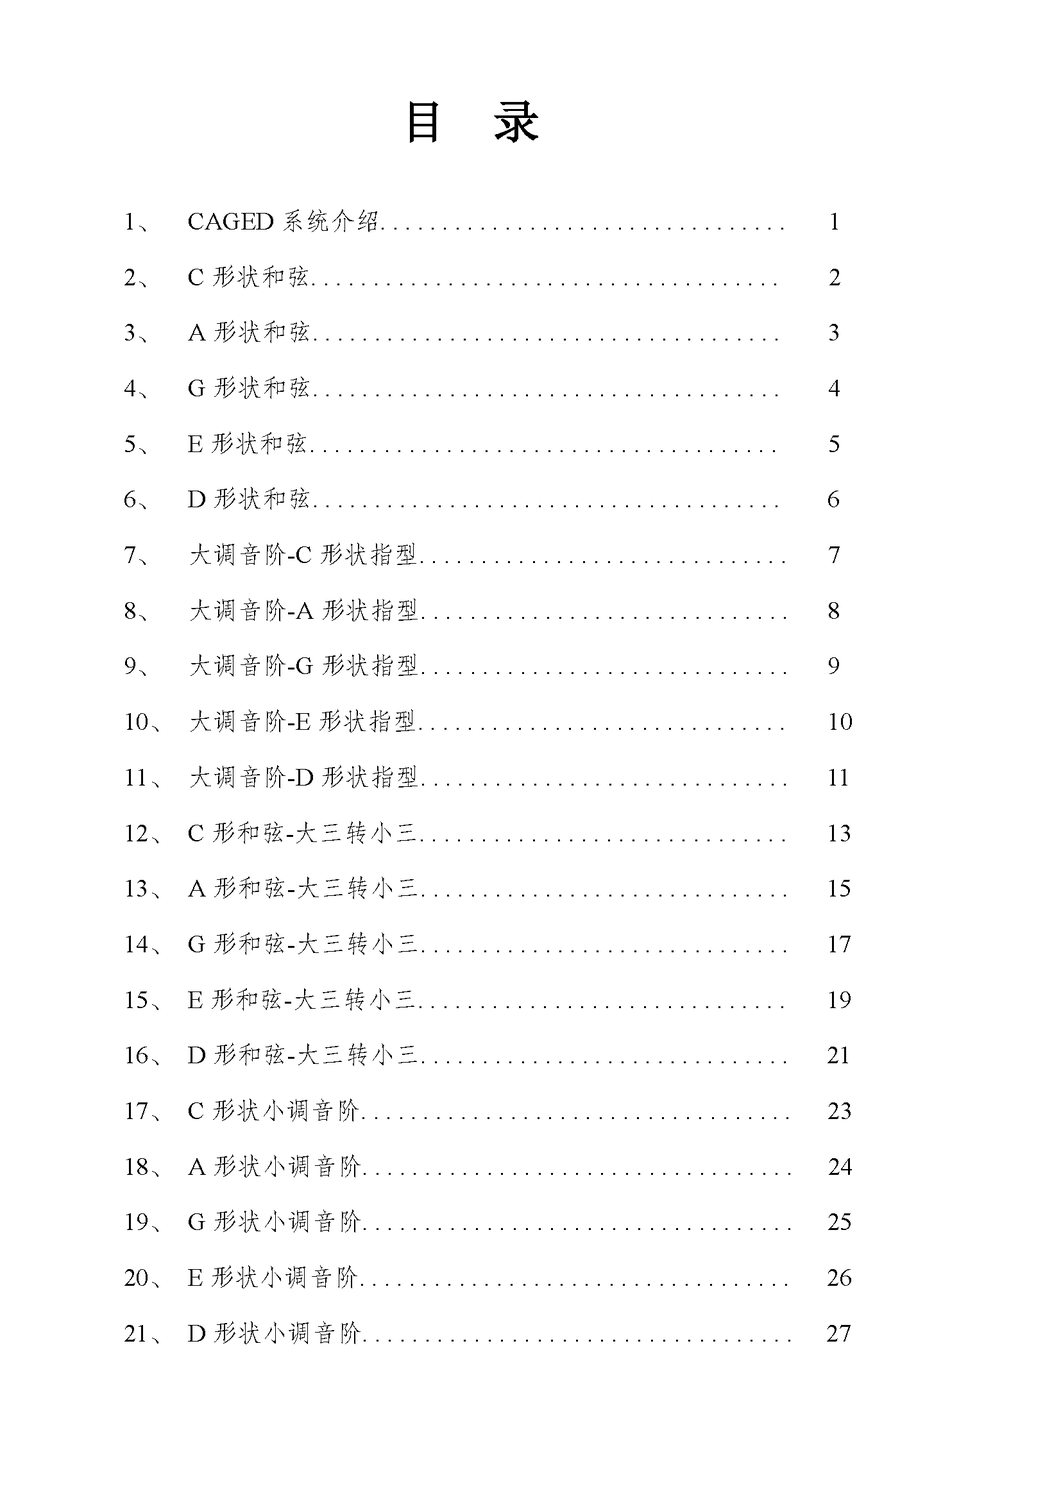 目 录
1、 CAGED 系统介绍................................. 1
2、 C 形状和弦...................................... 2
3、 A 形状和弦...................................... 3
4、 G 形状和弦...................................... 4
5、 E 形状和弦...................................... 5
6、 D 形状和弦...................................... 6
7、 大调音阶-C 形状指型.............................. 7
8、 大调音阶-A 形状指型.............................. 8
9、 大调音阶-G 形状指型.............................. 9
10、 大调音阶-E 形状指型.............................. 10
11、 大调音阶-D 形状指型.............................. 11
12、 C 形和弦-大三转小三.............................. 13
13、 A 形和弦-大三转小三.............................. 15
14、 G 形和弦-大三转小三.............................. 17
15、 E 形和弦-大三转小三.............................. 19
16、 D 形和弦-大三转小三.............................. 21
17、 C 形状小调音阶................................... 23
18、 A 形状小调音阶................................... 24
19、 G 形状小调音阶................................... 25
20、 E 形状小调音阶................................... 26
21、 D 形状小调音阶................................... 27